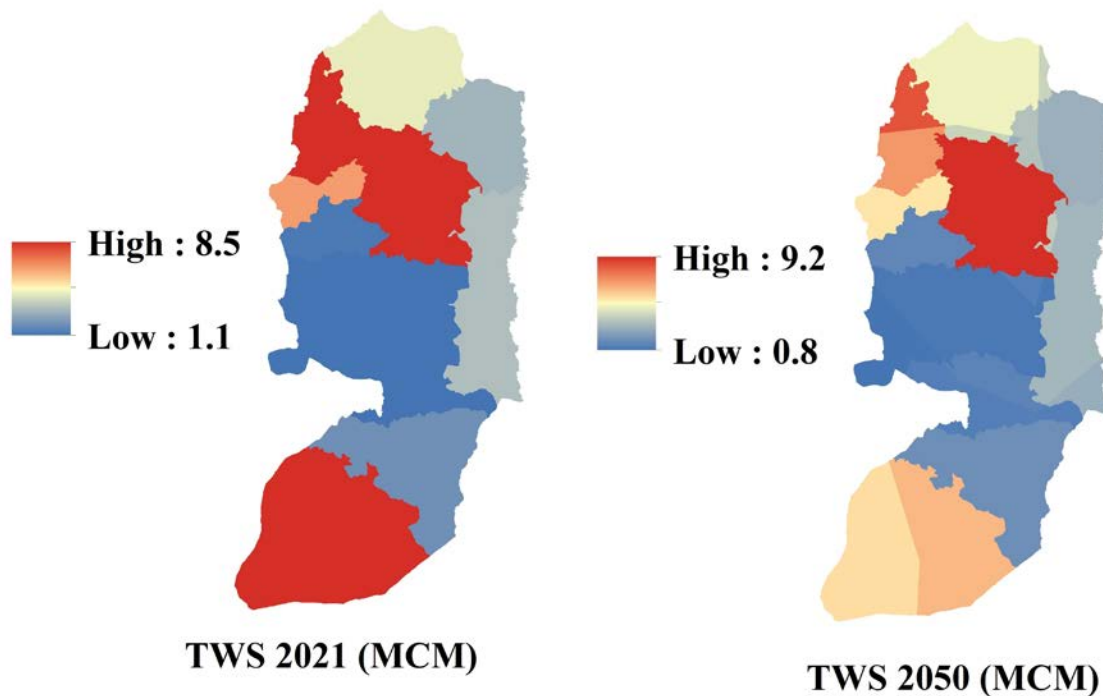 High : 8.5
Low : 1.1
TWS 2021 (MCM)
High : 9.2
Low : 0.8
TWS 2050 (MCM)